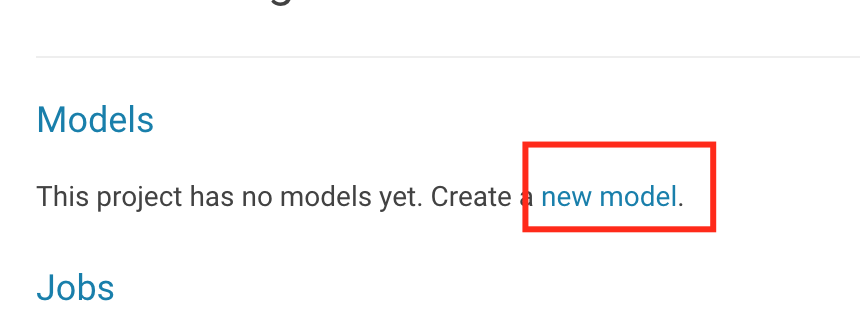 Models
This project has no models yet. Create a new model.
Jobs